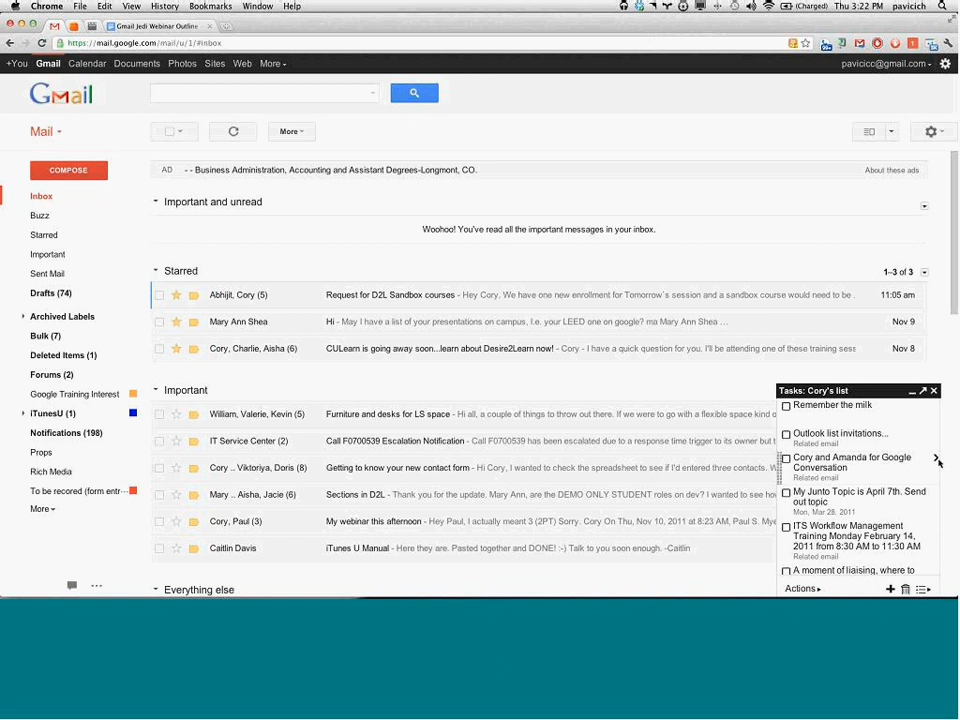 Chrome File Edit View History Bookmarks Window Help (Charged) Thu 3:22 PM pavicich
Gmail Jedi Webinar Outline ×
https://mail.google.com/mail/u/1/#inbox
+You Gmail Calendar Documents Photos Sites Web More pavicicc@gmail.com
Gmail
Mail More
COMPOSE
AD - - Business Administration, Accounting and Assistant Degrees-Longmont, CO. About these ads
Inbox
Buzz
Starred
Important
Sent Mail
Drafts (74)
Archived Labels
Bulk (7)
Deleted Items (1)
Forums (2)
Google Training Interest
iTunesU (1)
Notifications (198)
Props
Rich Media
To be recored (form entr...
More
Important and unread
Woohoo! You've read all the important messages in your inbox.
Starred 1–3 of 3
Abhijit, Cory (5) Request for D2L Sandbox courses - Hey Cory, We have one new enrollment for Tomorrow`s session and a sandbox course would need to be . 11:05 am
Mary Ann Shea Hi - May I have a list of your presentations on campus, I.e. your LEED one on google? ma Mary Ann Shea ... Nov 9
Cory, Charlie, Aisha (6) CULearn is going away soon...learn about Desire2Learn now! - Cory - I have a quick question for you. I'll be attending one of these training sess Nov 8
Important
William, Valerie, Kevin (5) Furniture and desks for LS space - Hi all, a couple of things to throw out there. If we were to go with a flexible space kind o
IT Service Center (2) Call F0700539 Escalation Notification - Call F0700539 has been escalated due to a response time trigger to its owner but t
Cory .. Viktoriya, Doris (8) Getting to know your new contact form - Hi Cory, I wanted to check the spreadsheet to see if I'd entered three contacts. W
Mary .. Aisha, Jacie (6) Sections in D2L - Thank you for the update. Mary Ann, are the DEMO ONLY STUDENT roles on dev? I wanted to see how
Cory, Paul (3) My webinar this afternoon - Hey Paul, I actually meant 3 (2PT) Sorry. Cory On Thu, Nov 10, 2011 at 8:23 AM, Paul S. Mye
Caitlin Davis iTunes U Manual - Here they are. Pasted together and DONE! :-) Talk to you soon enough. -Caitlin
Everything else
Tasks: Cory's list
Remember the milk
Outlook list invitations...
Related email
Cory and Amanda for Google
Conversation
Related email
My Junto Topic is April 7th. Send
out topic
Mon, Mar 28, 2011
ITS Workflow Management
Training Monday February 14,
2011 from 8:30 AM to 11:30 AM
Related email
A moment of liaising, where to
Actions